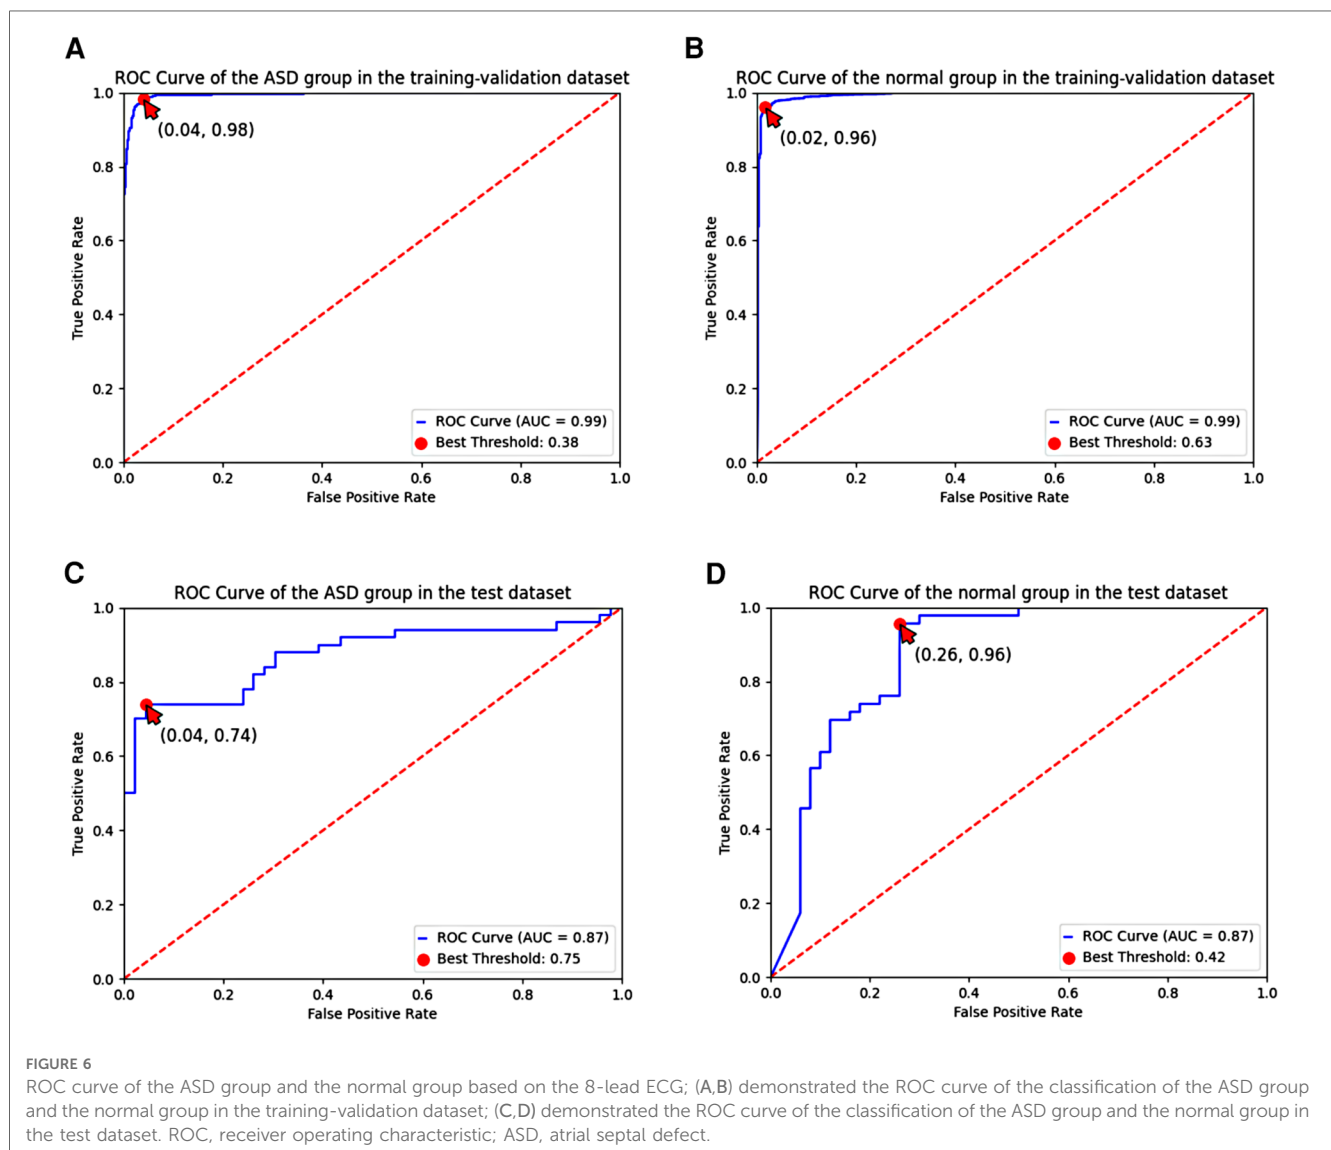 A
ROC Curve of the ASD group in the training-validation dataset
1.0
0.8
0.6
0.4
0.2
0.0
True Positive Rate
(0.04, 0.98)
ROC Curve (AUC = 0.99)
Best Threshold: 0.38
0.0 0.2 0.4 0.6 0.8 1.0
False Positive Rate
B
ROC Curve of the normal group in the training-validation dataset
1.0
0.8
0.6
0.4
0.2
0.0
True Positive Rate
(0.02, 0.96)
ROC Curve (AUC = 0.99)
Best Threshold: 0.63
0.0 0.2 0.4 0.6 0.8 1.0
False Positive Rate
C
ROC Curve of the ASD group in the test dataset
1.0
0.8
0.6
0.4
0.2
0.0
True Positive Rate
(0.04, 0.74)
ROC Curve (AUC = 0.87)
Best Threshold: 0.75
0.0 0.2 0.4 0.6 0.8 1.0
False Positive Rate
D
ROC Curve of the normal group in the test dataset
1.0
0.8
0.6
0.4
0.2
0.0
True Positive Rate
(0.26, 0.96)
ROC Curve (AUC = 0.87)
Best Threshold: 0.42
0.0 0.2 0.4 0.6 0.8 1.0
False Positive Rate
FIGURE 6
ROC curve of the ASD group and the normal group based on the 8-lead ECG; (A,B) demonstrated the ROC curve of the classification of the ASD group
and the normal group in the training-validation dataset; (C,D) demonstrated the ROC curve of the classification of the ASD group and the normal group in
the test dataset. ROC, receiver operating characteristic; ASD, atrial septal defect.